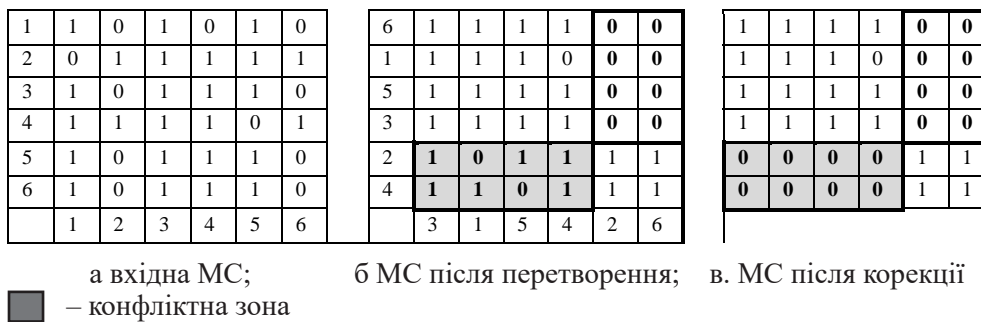 1 1 0 1 0 1 0 6 1 1 1 1 0 0 1 1 1 1 0 0
2 0 1 1 1 1 1 1 1 1 1 0 0 0 1 1 1 0 0 0
3 1 0 1 1 1 0 5 1 1 1 1 0 0 1 1 1 1 0 0
4 1 1 1 1 0 1 3 1 1 1 1 0 0 1 1 1 1 0 0
5 1 0 1 1 1 0 2 1 0 1 1 1 1 0 0 0 0 1 1
6 1 0 1 1 1 0 4 1 1 0 1 1 1 0 0 0 0 1 1
1 2 3 4 5 6 3 1 5 4 2 6
а вхідна МС; б МС після перетворення; в. МС після корекції
– конфліктна зона